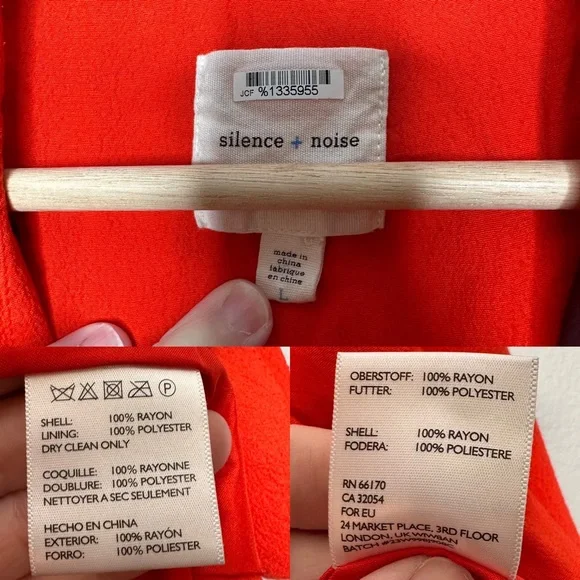 JCF %1335955
silence + noise
made in
china
fabrique
en chine
L
P
SHELL: 100% RAYON
LINING: 100% POLYESTER
DRY CLEAN ONLY
COQUILLE: 100% RAYONNE
DOUBLURE: 100% POLYESTER
NETTOYER A SEC SEULEMENT
HECHO EN CHINA
EXTERIOR: 100% RAYÓN
FORRO: 100% POLIESTER
OBERSTOFF: 100% RAYON
FUTTER: 100% POLYESTER
SHELL: 100% RAYON
FODERA: 100% POLIESTERE
RN 66170
CA 32054
FOR EU
24 MARKET PLACE, 3RD FLOOR
LONDON, UK W1W8AN
BATCH